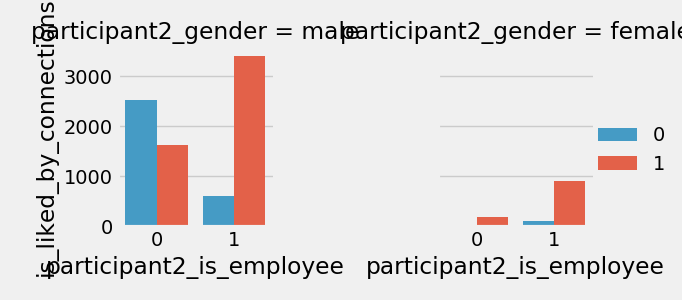 participant2_gender = male
participant2_gender = female
is_liked_by_connections
3000
2000
1000
0
0
1
0
1
participant2_is_employee
participant2_is_employee
0
1